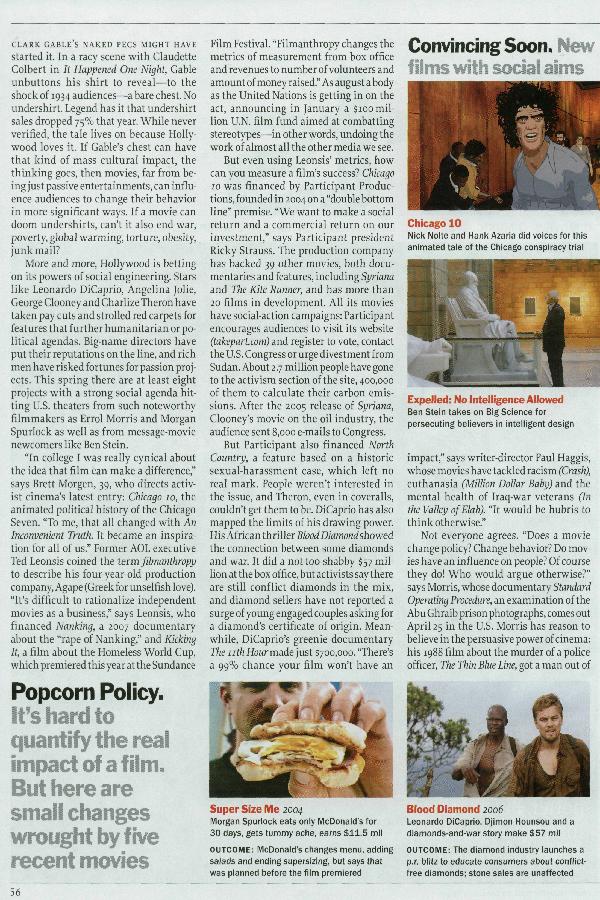 CLARK GABLE'S NAKED PECS MIGHT HAVE
started it. In a race scene with Claudette
Colbert in It Happened One Night, Gable
unbuttons his shirt to reveal—to the
shock of 1934 audiences—a bare chest. No
undershirt. Legend has it that undershirt
sales dropped 75% that year. While never
verified, the tale lives on because Holly-
wood loves it. If Gable's chest can have
that kind of mass cultural impact, the
thinking goes, then movies, far from be-
ing just passive entertainments, can influ-
ence audiences to change their behavior
in more significant ways. If a movie can
doom undershirts, can't it also end war,
poverty, global warming, torture, obesity,
junk mail?
More and more, Hollywood is betting
on its powers of social engineering. Stars
like Leonardo DiCaprio, Angelina Jolie,
George Clooney and Charlize Theron have
taken pay cuts and strolled red carpets for
features that further humanitarian or po-
litical agendas. Big-name directors have
put their reputations on the line, and rich
men have risked fortunes for passion proj-
ects. This spring there are at least eight
projects with a strong social agenda hit-
ting U.S. theaters from such noteworthy
filmmakers as Errol Morris and Morgan
Spurlock as well as from message-movie
newcomers like Ben Stein.
"In college I was really cynical about
the idea that film can make a difference,"
says Brett Morgen, 39, who directs activ-
ist cinema's latest entry: Chicago 10, the
animated political history of the Chicago
Seven. "To me, that all changed with An
Inconvenient Truth. It became an inspira-
tion for all of us." Former AOL executive
Ted Leonsis coined the term filmanthropy
to describe his four-year-old production
company, Agape (Greek for unselfish love).
"It's difficult to rationalize independent
movies as a business," says Leonsis, who
financed Nanking, a 2007 documentary
about the "rape of Nanking," and Kicking
It, a film about the Homeless World Cup,
which premiered this year at the Sundance
Film Festival. "Filmanthropy changes the
metrics of measurement from box office
and revenues to number of volunteers and
amount of money raised." As august a body
as the United Nations is getting in on the
act, announcing in January a $100 mil-
lion U.N. film fund aimed at combatting
stereotypes—in other words, undoing the
work of almost all the other media we see.
But even using Leonsis' metrics, how
can you measure a film's success? Chicago
10 was financed by Participant Produc-
tions, founded in 2004 on a "double bottom
line" premise. "We want to make a social
return and a commercial return on our
investment," says Participant president
Ricky Strauss. The production company
has backed 39 other movies, both docu-
mentaries and features, including Syriana
and The Kite Runner, and has more than
20 films in development. All its movies
have social-action campaigns: Participant
encourages audiences to visit its website
(takepart.com) and register to vote, contact
the U.S. Congress or urge divestment from
Sudan. About 2.7 million people have gone
to the activism section of the site, 400,000
of them to calculate their carbon emis-
sions. After the 2005 release of Syriana,
Clooney's movie on the oil industry, the
audience sent 8,000 e-mails to Congress.
But Participant also financed North
Country, a feature based on a historic
sexual-harassment case, which left no
real mark. People weren't interested in
the issue, and Theron, even in coveralls,
couldn't get them to be. DiCaprio has also
mapped the limits of his drawing power.
His African thriller Blood Diamond showed
the connection between some diamonds
and war. It did a not-too-shabby $57 mil-
lion at the box office, but activists say there
are still conflict diamonds in the mix,
and diamond sellers have not reported a
surge of young engaged couples asking for
a diamond's certificate of origin. Mean-
while, DiCaprio's greenie documentary
The 11th Hour made just $700,000. "There's
a 99% chance your film won't have an
Convincing Soon. New
films with social aims
Chicago 10
Nick Nolte and Hank Azaria did voices for this
animated tale of the Chicago conspiracy trial
Expelled: No Intelligence Allowed
Ben Stein takes on Big Science for
persecuting believers in intelligent design
impact," says writer-director Paul Haggis,
whose movies have tackled racism (Crash),
euthanasia (Million Dollar Baby) and the
mental health of Iraq-war veterans (In
the Valley of Elah). "It would be hubris to
think otherwise."
Not everyone agrees. "Does a movie
change policy? Change behavior? Do mov-
ies have an influence on people? Of course
they do! Who would argue otherwise?"
says Morris, whose documentary Standard
Operating Procedure, an examination of the
Abu Ghraib prison photographs, comes out
April 25 in the U.S. Morris has reason to
believe in the persuasive power of cinema:
his 1988 film about the murder of a police
officer, The Thin Blue Line, got a man out of
Popcorn Policy.
It's hard to
quantify the real
impact of a film.
But here are
small changes
wrought by five
recent movies
Super Size Me 2004
Morgan Spurlock eats only McDonald's for
30 days, gets tummy ache, earns $11.5 mil
OUTCOME: McDonald's changes menu, adding
salads and ending supersizing, but says that
was planned before the film premiered
Blood Diamond 2006
Leonardo DiCaprio, Djimon Hounsou and a
diamonds-and-war story make $57 mil
OUTCOME: The diamond industry launches a
p.r. blitz to educate consumers about conflict-
free diamonds; stone sales are unaffected
56